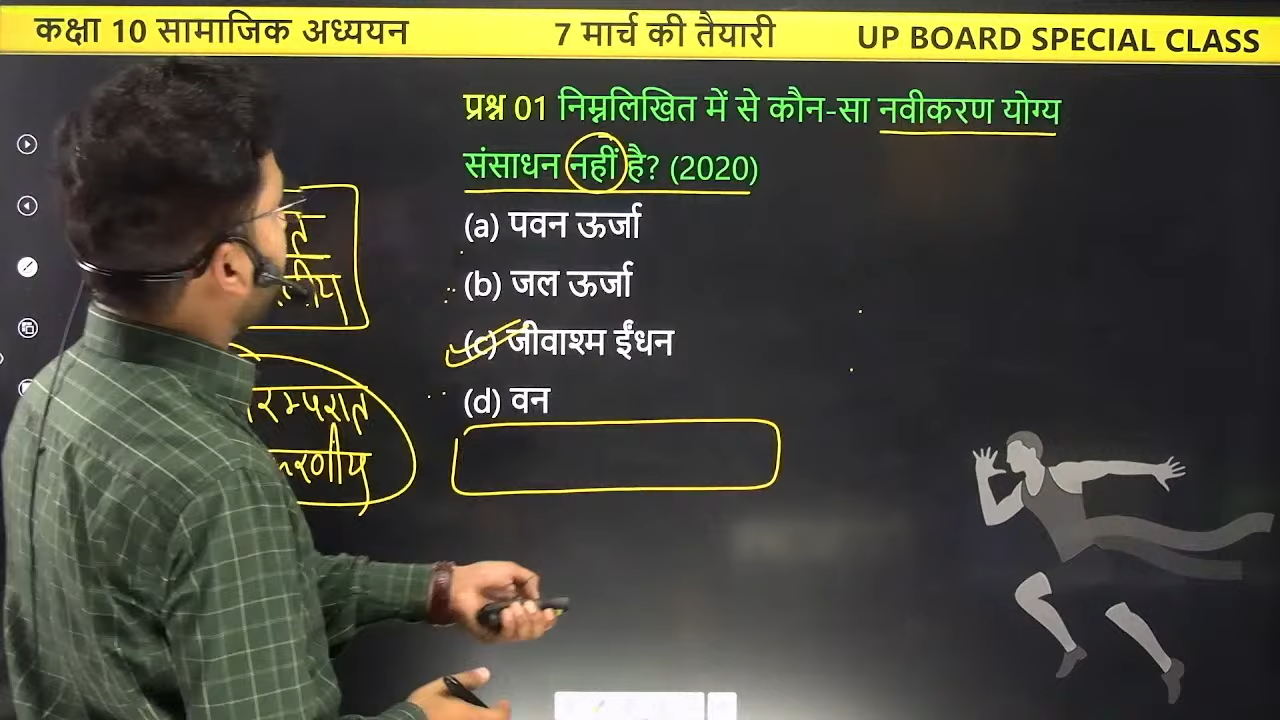 कक्षा 10 सामाजिक अध्ययन 7 मार्च की तैयारी UP BOARD SPECIAL CLASS
प्रश्न 01 निम्नलिखित में से कौन-सा नवीकरण योग्य
संसाधन नहीं है? (2020)
(a) पवन ऊर्जा
(b) जल ऊर्जा
(c) जीवाश्म ईंधन
(d) वन